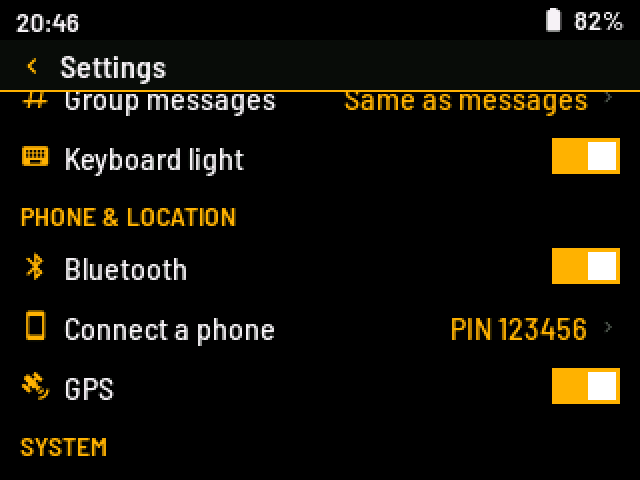 20:46 82%
Settings
Group messages Same as messages
Keyboard light
PHONE & LOCATION
Bluetooth
Connect a phone PIN 123456
GPS
SYSTEM